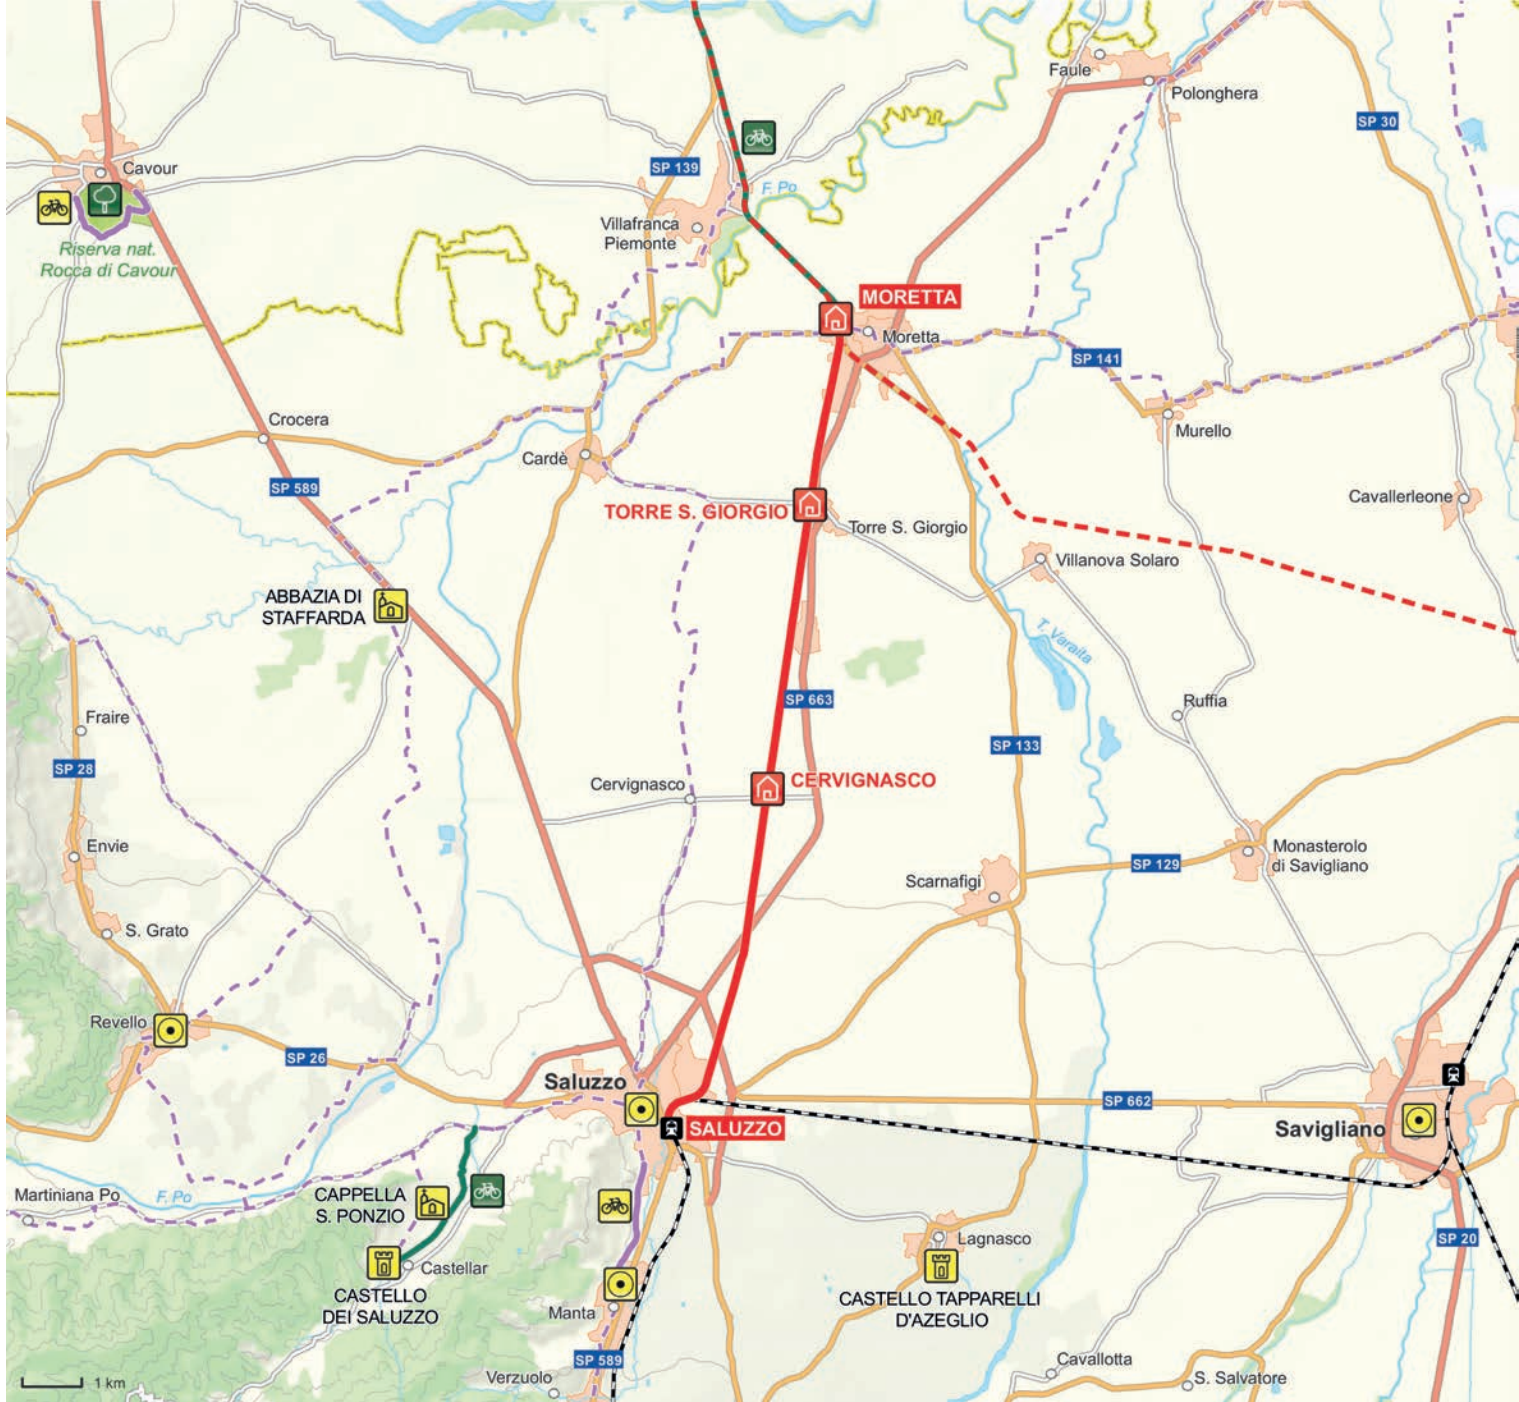 Faule
Polonghera
SP 30
Cavour
SP 139
F. Po
Villafranca
Piemonte
Riserva nat.
Rocca di Cavour
MORETTA
Moretta
SP 141
Crocera
Murello
Cardè
SP 589
Cavallerleone
TORRE S. GIORGIO
Torre S. Giorgio
Villanova Solaro
ABBAZIA DI
STAFFARDA
T. Varaita
SP 663
Ruffia
Fraire
SP 133
SP 28
CERVIGNASCO
Cervignasco
Envie
Monasterolo
di Savigliano
SP 129
Scarnafigi
S. Grato
Revello
SP 26
Saluzzo
SP 662
SALUZZO
Savigliano
Martiniana Po
F. Po
CAPPELLA
S. PONZIO
SP 20
Lagnasco
Castellar
CASTELLO
DEI SALUZZO
CASTELLO TAPPARELLI
D'AZEGLIO
Manta
SP 589
Cavallotta
Verzuolo
S. Salvatore
1 km